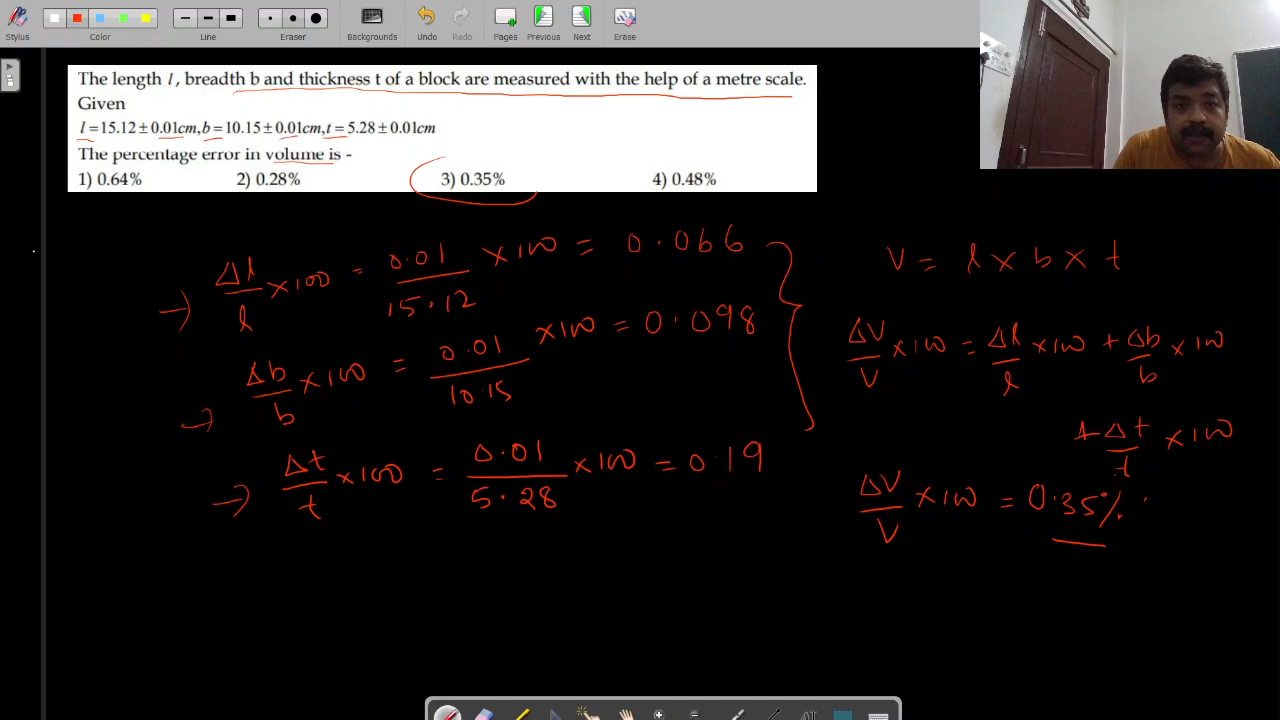 Stylus Color Line Eraser Backgrounds Undo Redo Pages Previous Next Erase
The length l, breadth b and thickness t of a block are measured with the help of a metre scale.
Given
l=15.12±0.01cm,b=10.15±0.01cm,t=5.28±0.01cm
The percentage error in volume is -
1) 0.64% 2) 0.28% 3) 0.35% 4) 0.48%
→ Δl/l ×100 = 0.01/15.12 ×100 = 0.066
→ Δb/b ×100 = 0.01/10.15 ×100 = 0.098
→ Δt/t ×100 = 0.01/5.28 ×100 = 0.19
V = l × b × t
ΔV/V ×100 = Δl/l ×100 + Δb/b ×100
+ Δt/t ×100
ΔV/V ×100 = 0.35%.